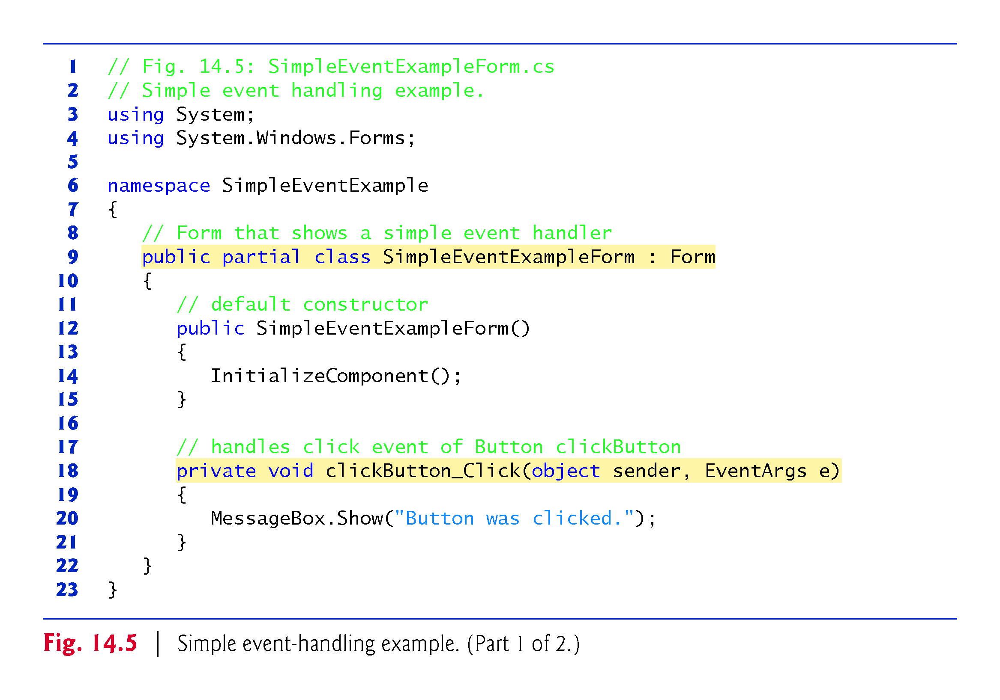 1 // Fig. 14.5: SimpleEventExampleForm.cs
2 // Simple event handling example.
3 using System;
4 using System.Windows.Forms;
5
6 namespace SimpleEventExample
7 {
8    // Form that shows a simple event handler
9    public partial class SimpleEventExampleForm : Form
10    {
11       // default constructor
12       public SimpleEventExampleForm()
13       {
14          InitializeComponent();
15       }
16
17       // handles click event of Button clickButton
18       private void clickButton_Click(object sender, EventArgs e)
19       {
20          MessageBox.Show("Button was clicked.");
21       }
22    }
23 }
Fig. 14.5 | Simple event-handling example. (Part 1 of 2.)